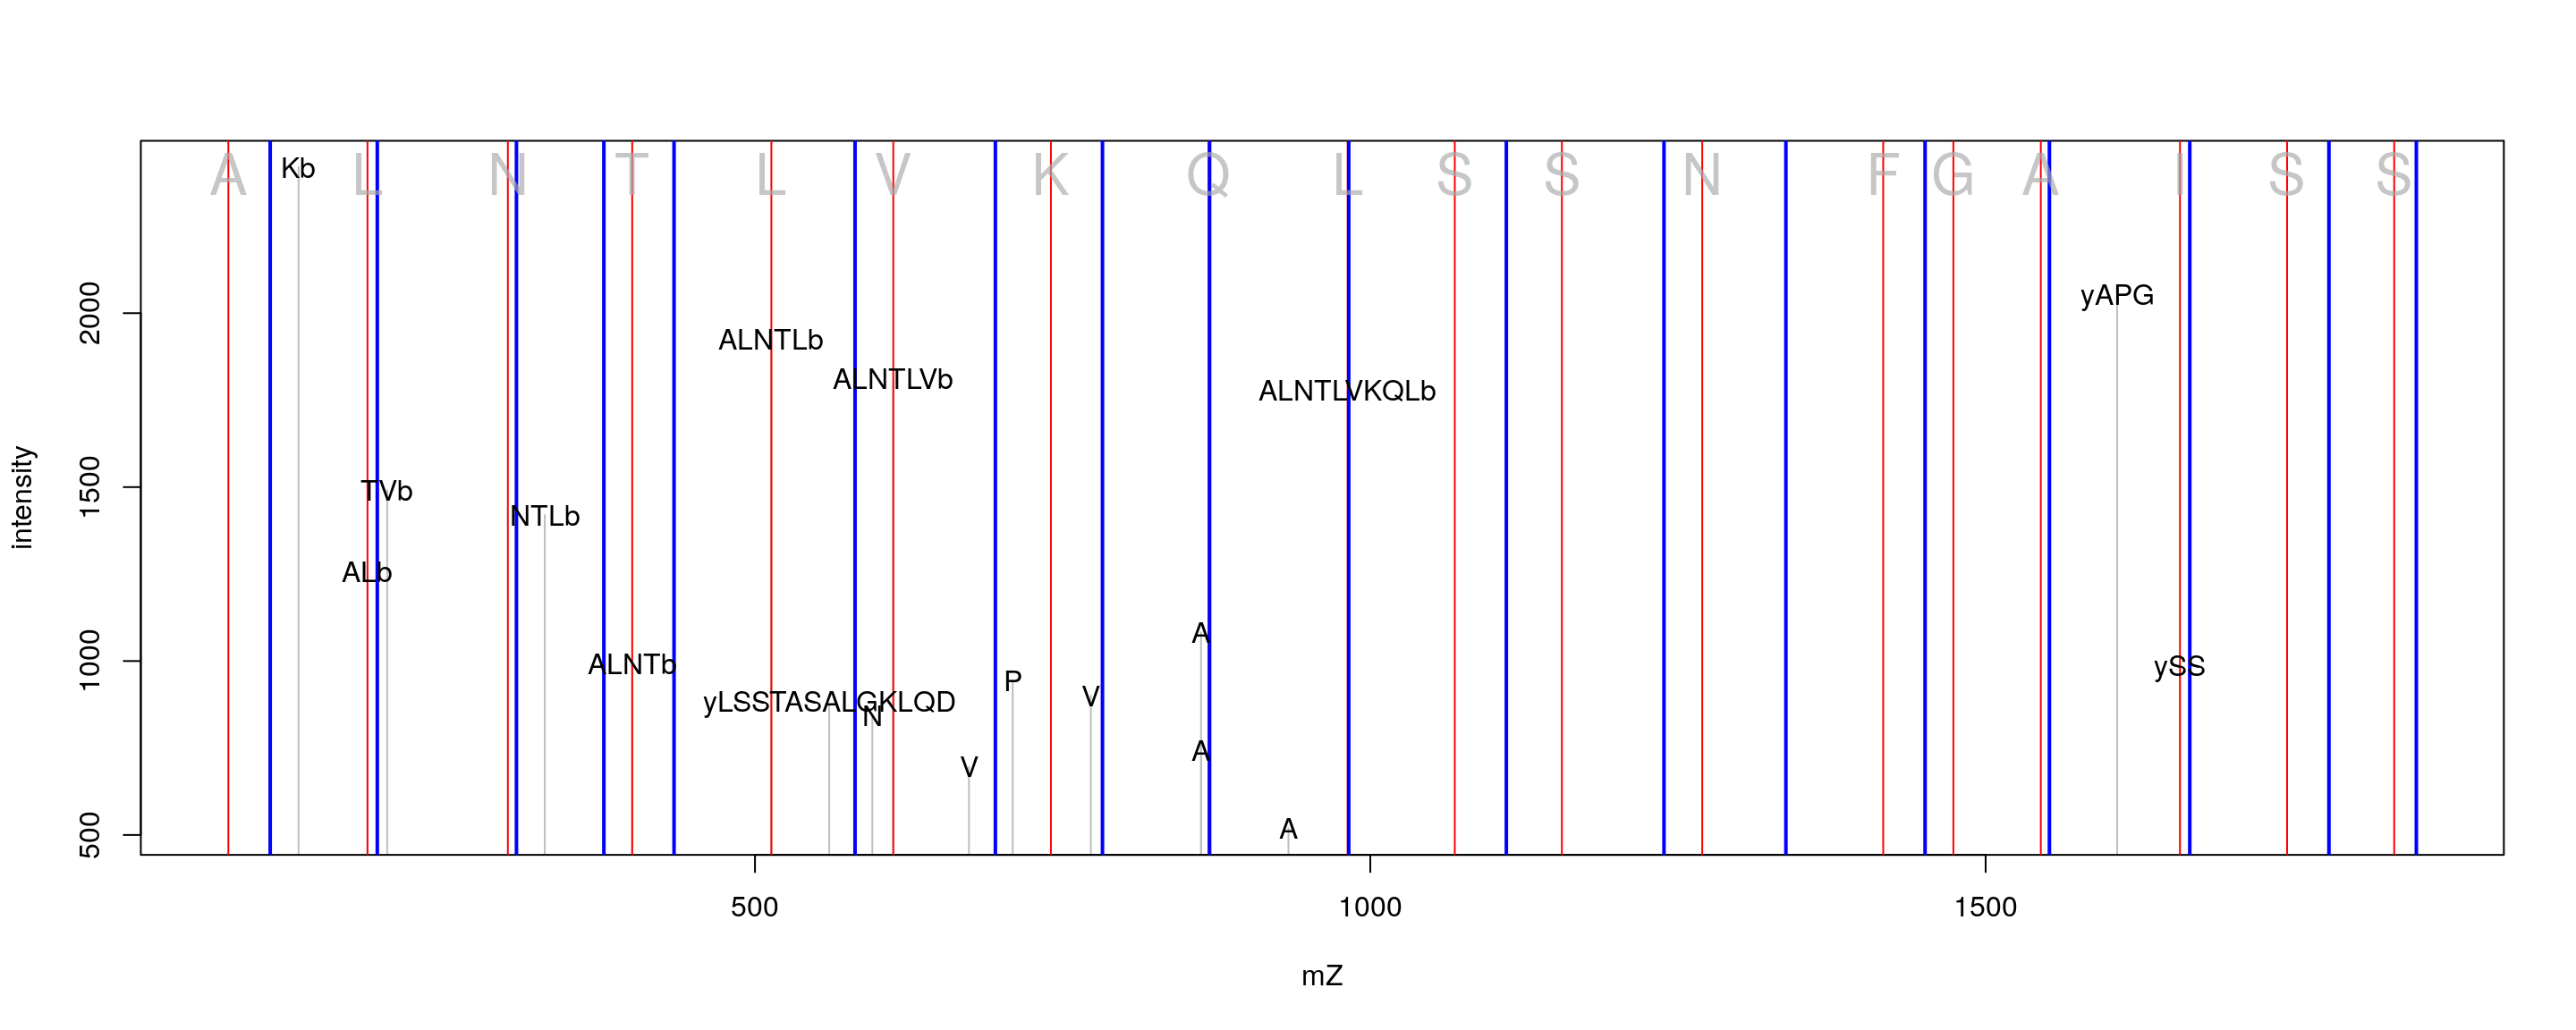 A L N T L V K Q L S S N F G A I S S
Kb
yAPG
ALNTLb
ALNTLVb
ALNTLVKQLb
TVb
NTLb
ALb
A
ALNTb
ySS
P
V
yLSSTASALGKLQD
N
A
V
A
2000
1500
1000
500
intensity
500 1000 1500
mZ